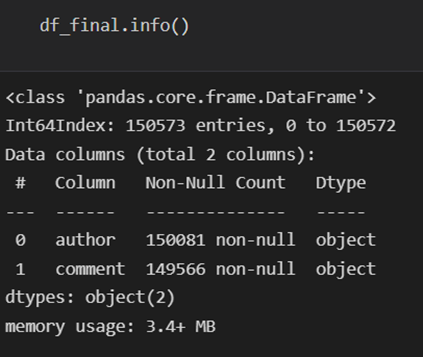 df_final.info()
<class 'pandas.core.frame.DataFrame'>
Int64Index: 150573 entries, 0 to 150572
Data columns (total 2 columns):
#   Column   Non-Null Count   Dtype
---  ------   --------------   -----
0   author   150081 non-null  object
1   comment  149566 non-null  object
dtypes: object(2)
memory usage: 3.4+ MB